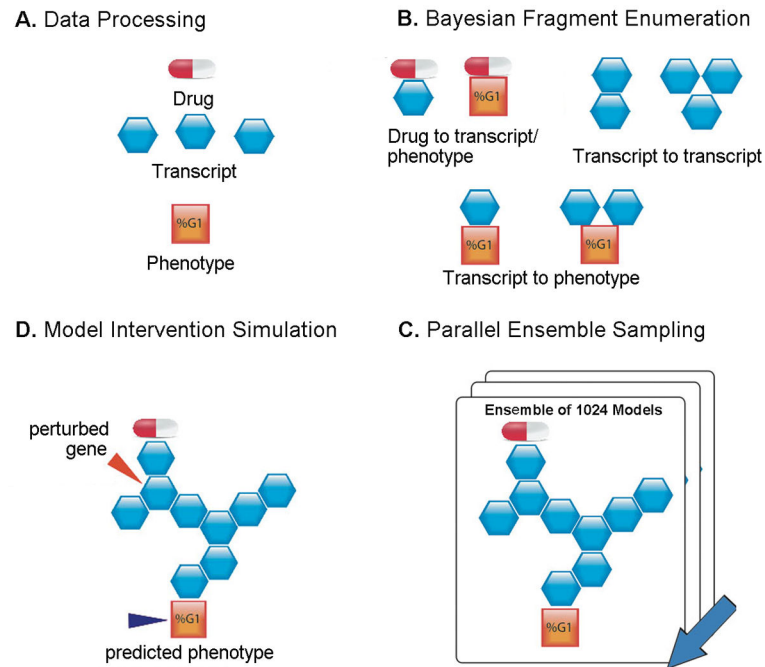 A. Data Processing
Drug
Transcript
%G1
Phenotype
B. Bayesian Fragment Enumeration
%G1
Drug to transcript/
phenotype
Transcript to transcript
%G1
%G1
Transcript to phenotype
D. Model Intervention Simulation
perturbed
gene
%G1
predicted phenotype
C. Parallel Ensemble Sampling
Ensemble of 1024 Models
%G1